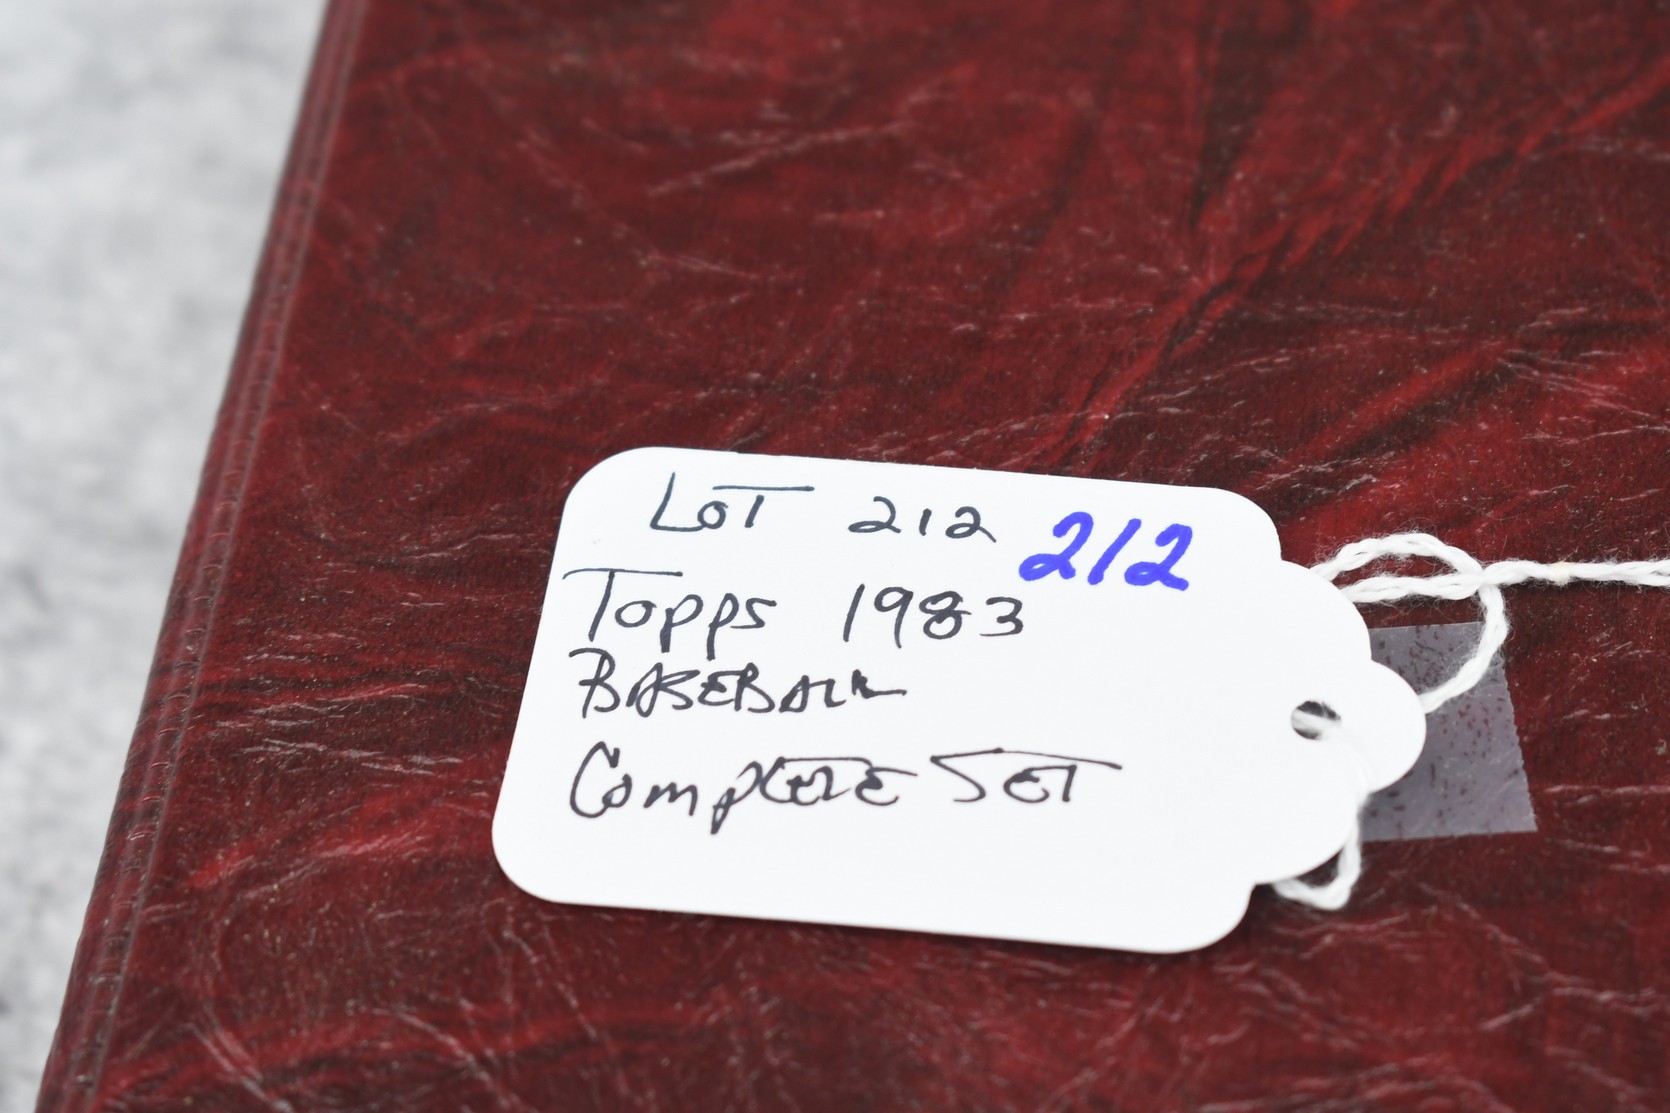 LOT 212 212
Topps 1983
BASEBALL
Complete SET